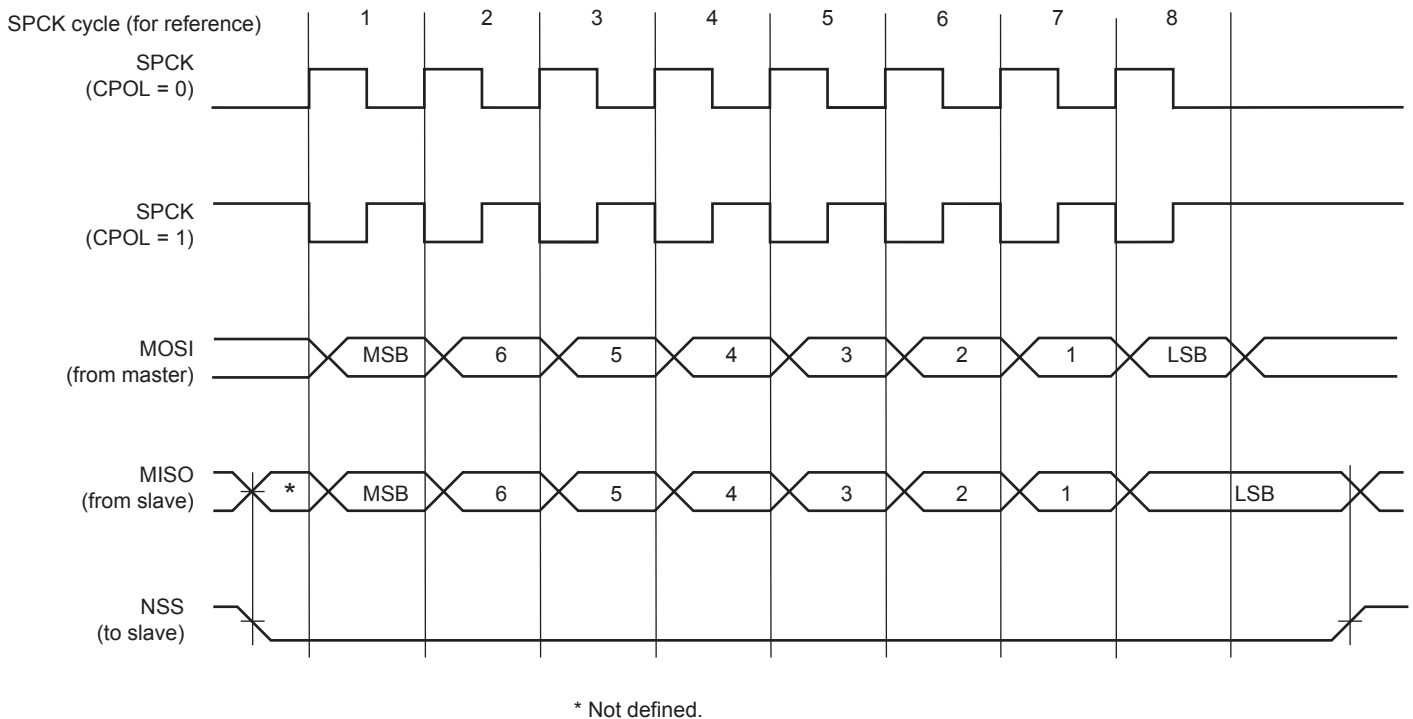 SPCK cycle (for reference) 1 2 3 4 5 6 7 8
SPCK
(CPOL = 0)
SPCK
(CPOL = 1)
MOSI
(from master)
MSB 6 5 4 3 2 1 LSB
MISO
(from slave)
* MSB 6 5 4 3 2 1 LSB
NSS
(to slave)
* Not defined.